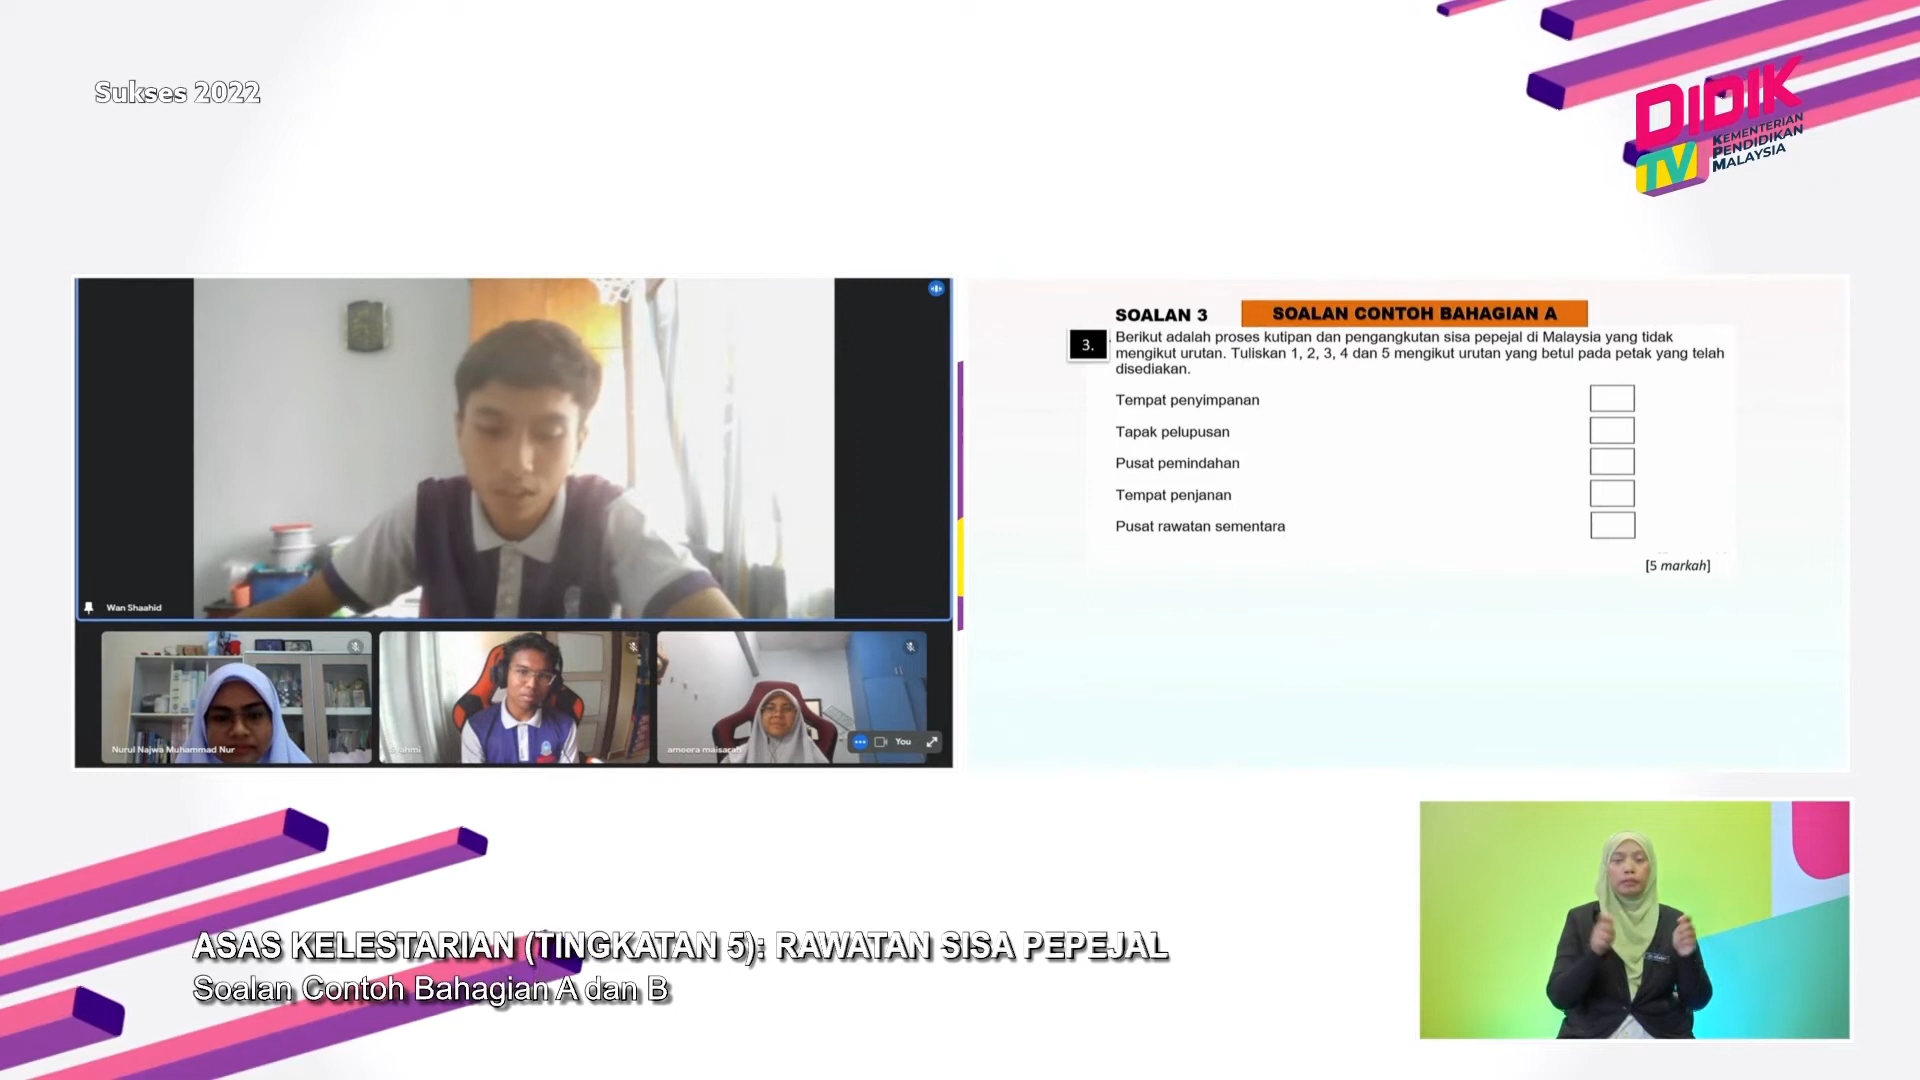 Sukses 2022
DIDIK
TV
KEMENTERIAN
PENDIDIKAN
MALAYSIA
SOALAN 3
SOALAN CONTOH BAHAGIAN A
3.
Berikut adalah proses kutipan dan pengangkutan sisa pepejal di Malaysia yang tidak
mengikut urutan. Tuliskan 1, 2, 3, 4 dan 5 mengikut urutan yang betul pada petak yang telah
disediakan.
Tempat penyimpanan
Tapak pelupusan
Pusat pemindahan
Tempat penjanan
Pusat rawatan sementara
[5 markah]
Wan Shaahid
Nurul Najwa Muhammad Nur
ameera maisarah
You
ASAS KELESTARIAN (TINGKATAN 5): RAWATAN SISA PEPEJAL
Soalan Contoh Bahagian A dan B